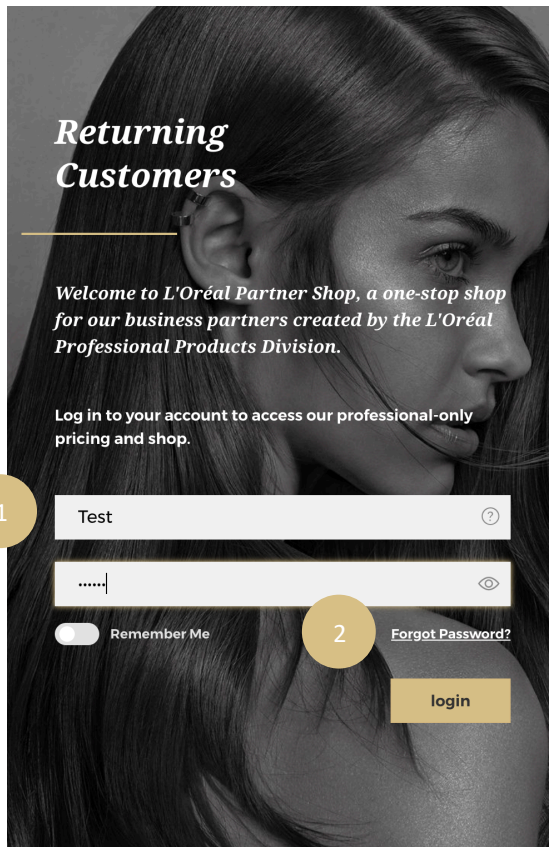 Returning
Customers
Welcome to L'Oréal Partner Shop, a one-stop shop
for our business partners created by the L'Oréal
Professional Products Division.
Log in to your account to access our professional-only
pricing and shop.
1
Test
?
••••••
Remember Me
2
Forgot Password?
login